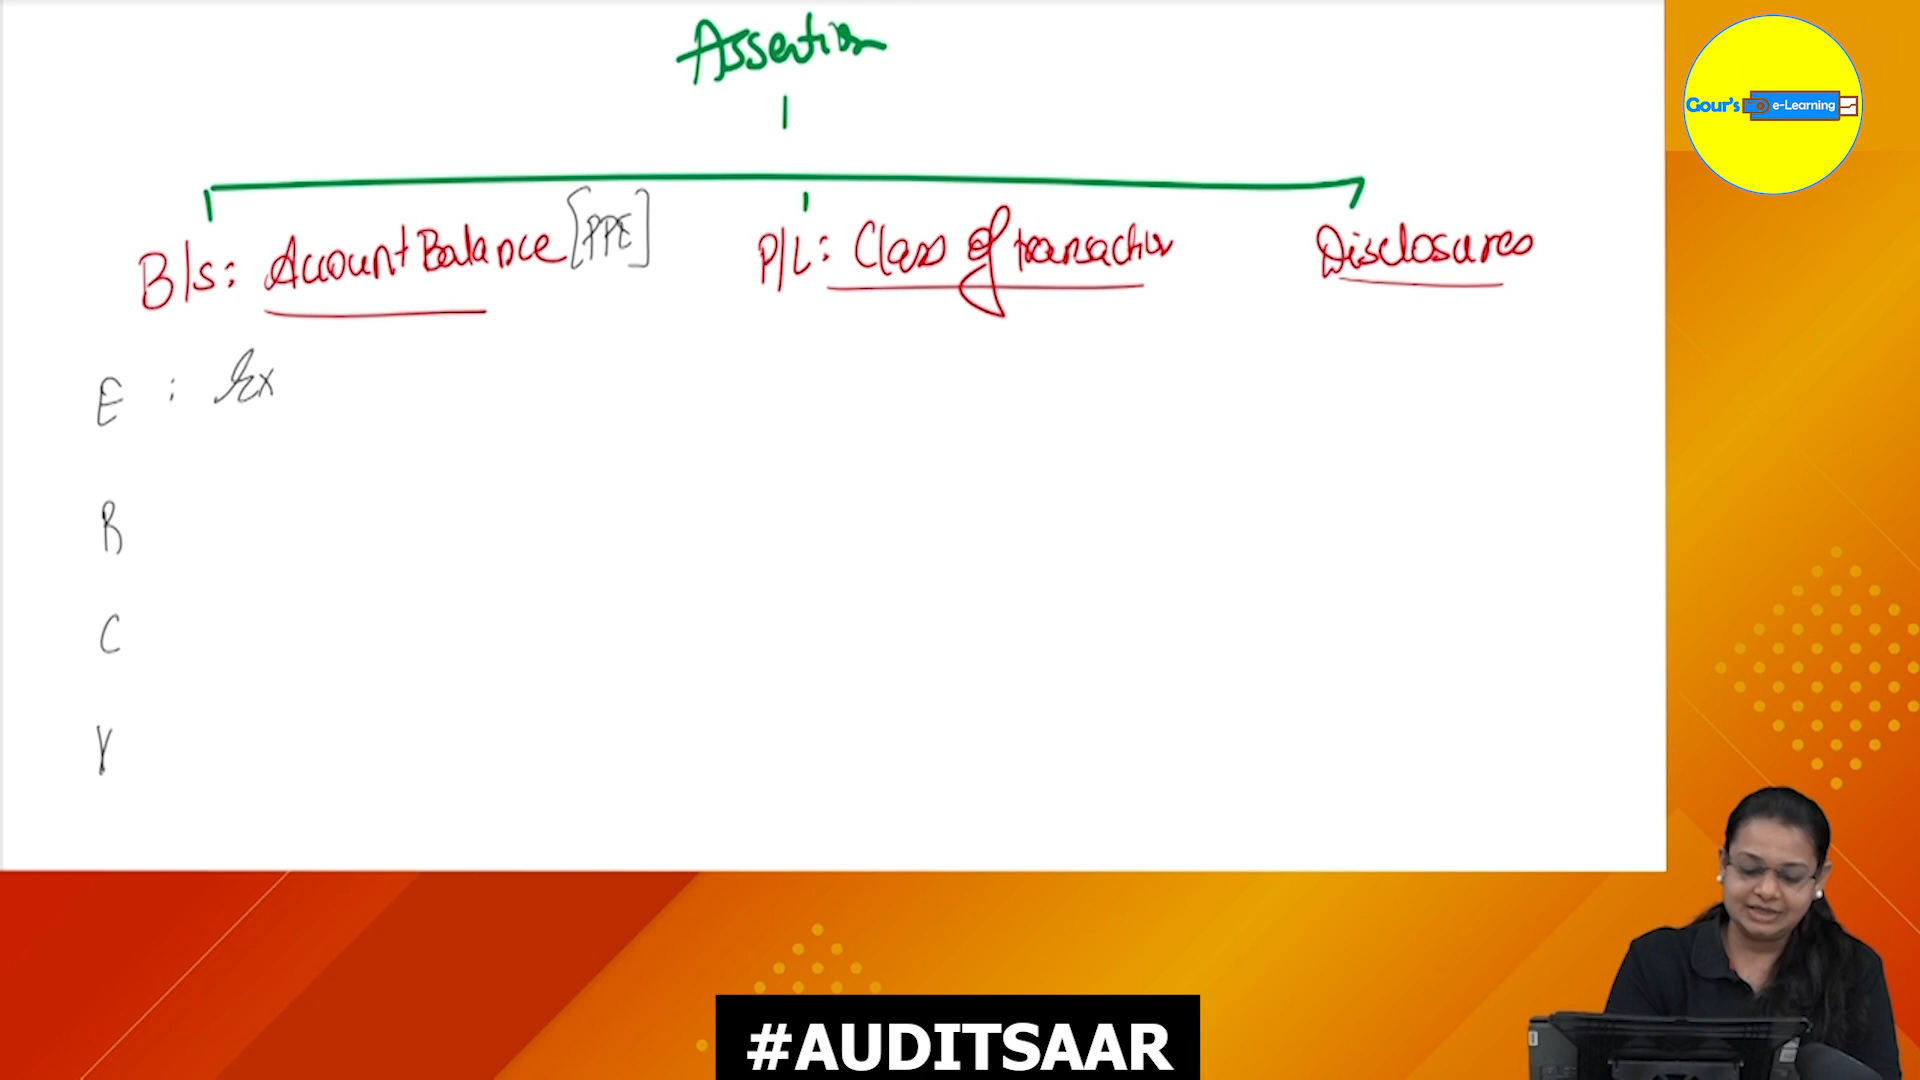 Assertion
B/s: Account Balance [PPE]
P/L: Class of transaction
Disclosures
E : Ex
R
C
V
Gour's e-Learning
#AUDITSAAR